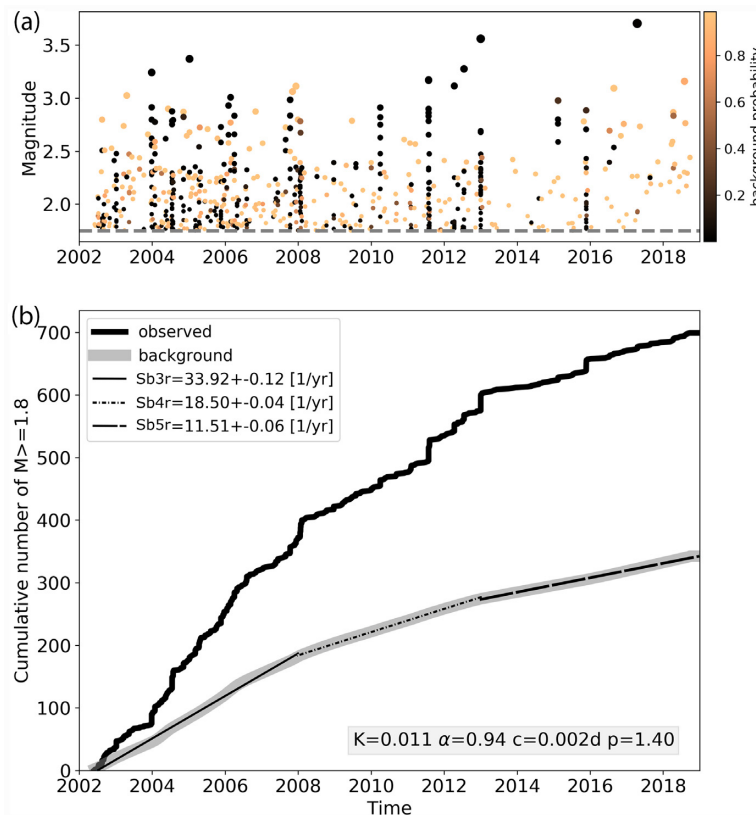 (a)
3.5
3.0
2.5
2.0
Magnitude
2002 2004 2006 2008 2010 2012 2014 2016 2018
0.8
0.6
0.4
0.2
background probability
(b)
observed
background
Sb3r=33.92+-0.12 [1/yr]
Sb4r=18.50+-0.04 [1/yr]
Sb5r=11.51+-0.06 [1/yr]
700
600
500
400
300
200
100
0
Cumulative number of M>=1.8
K=0.011 α=0.94 c=0.002d p=1.40
2002 2004 2006 2008 2010 2012 2014 2016 2018
Time